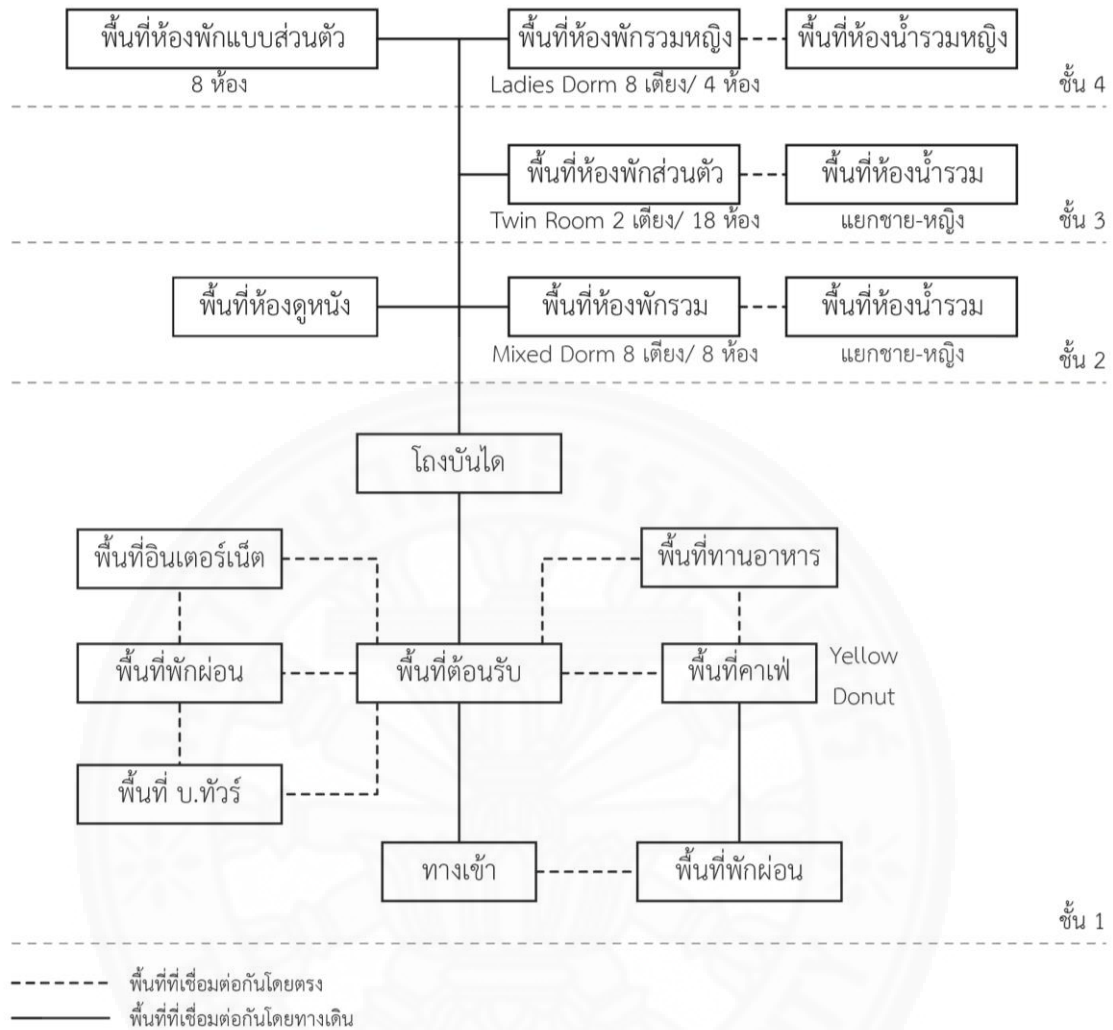 พื้นที่ห้องพักแบบส่วนตัว
พื้นที่ห้องพักรวมหญิง
พื้นที่ห้องน้ำรวมหญิง
8 ห้อง
Ladies Dorm 8 เตียง/ 4 ห้อง
ชั้น 4
พื้นที่ห้องพักส่วนตัว
พื้นที่ห้องน้ำรวม
Twin Room 2 เตียง/ 18 ห้อง
แยกชาย-หญิง
ชั้น 3
พื้นที่ห้องดูหนัง
พื้นที่ห้องพักรวม
พื้นที่ห้องน้ำรวม
Mixed Dorm 8 เตียง/ 8 ห้อง
แยกชาย-หญิง
ชั้น 2
โถงบันได
พื้นที่อินเตอร์เน็ต
พื้นที่ทานอาหาร
พื้นที่พักผ่อน
พื้นที่ต้อนรับ
พื้นที่คาเฟ่
Yellow
Donut
พื้นที่ บ.ทัวร์
ทางเข้า
พื้นที่พักผ่อน
ชั้น 1
พื้นที่ที่เชื่อมต่อกันโดยตรง
พื้นที่ที่เชื่อมต่อกันโดยทางเดิน